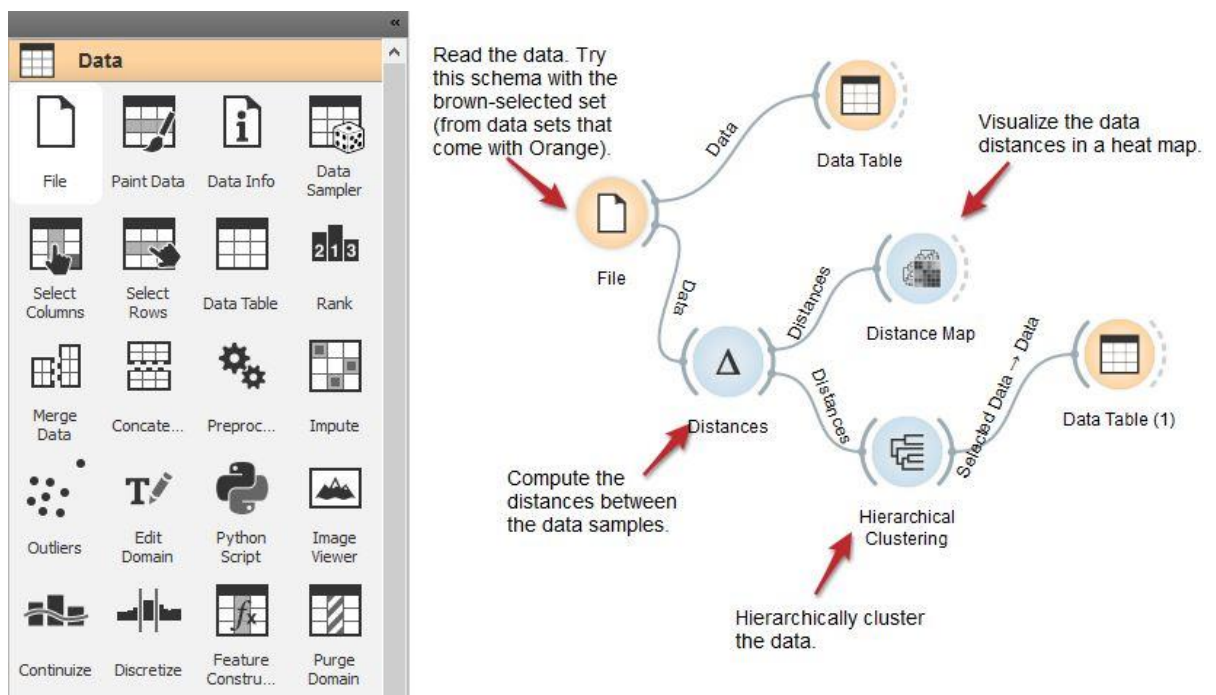 «
Data
File
Paint Data
Data Info
Data
Sampler
Select
Columns
Select
Rows
Data Table
213
Rank
Merge
Data
Concate...
Preproc...
Impute
Outliers
T
Edit
Domain
Python
Script
Image
Viewer
Continuize
Discretize
fx
Feature
Constru...
Purge
Domain
Read the data. Try
this schema with the
brown-selected set
(from data sets that
come with Orange).
Data
Data Table
Visualize the data
distances in a heat map.
File
Data
Distances
Distance Map
Δ
Distances
Distances
Selected Data → Data
Data Table (1)
Compute the
distances between
the data samples.
Hierarchical
Clustering
Hierarchically cluster
the data.